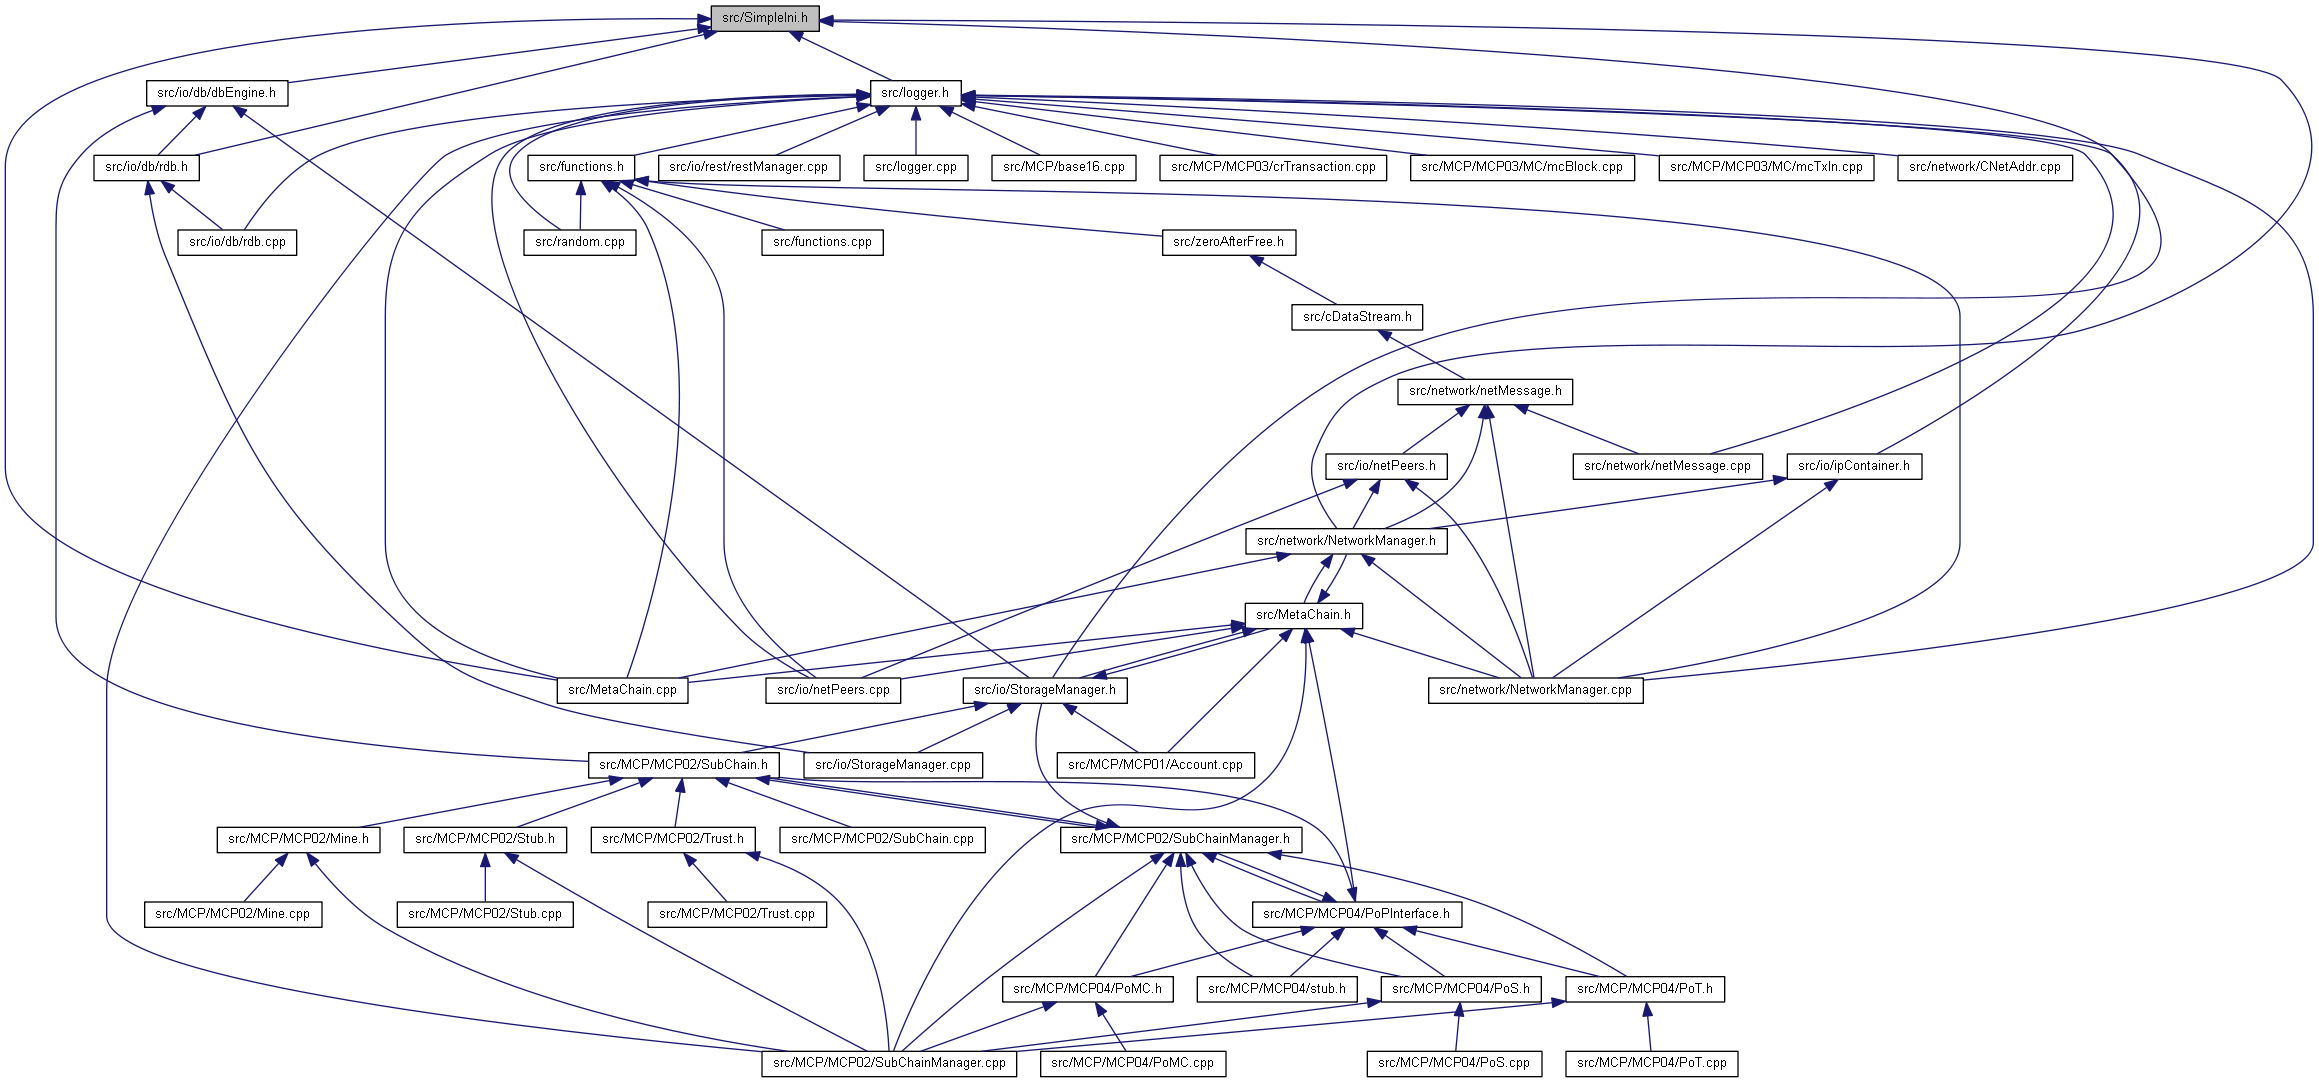 src/SimpleIni.h
src/io/db/dbEngine.h
src/logger.h
src/io/db/rdb.h
src/functions.h
src/io/rest/restManager.cpp
src/logger.cpp
src/MCP/base16.cpp
src/MCP/MCP03/crTransaction.cpp
src/MCP/MCP03/MC/mcBlock.cpp
src/MCP/MCP03/MC/mcTxIn.cpp
src/network/CNetAddr.cpp
src/io/db/rdb.cpp
src/random.cpp
src/functions.cpp
src/zeroAfterFree.h
src/cDataStream.h
src/network/netMessage.h
src/io/netPeers.h
src/network/netMessage.cpp
src/io/ipContainer.h
src/network/NetworkManager.h
src/MetaChain.h
src/MetaChain.cpp
src/io/netPeers.cpp
src/io/StorageManager.h
src/network/NetworkManager.cpp
src/MCP/MCP02/SubChain.h
src/io/StorageManager.cpp
src/MCP/MCP01/Account.cpp
src/MCP/MCP02/Mine.h
src/MCP/MCP02/Stub.h
src/MCP/MCP02/Trust.h
src/MCP/MCP02/SubChain.cpp
src/MCP/MCP02/SubChainManager.h
src/MCP/MCP02/Mine.cpp
src/MCP/MCP02/Stub.cpp
src/MCP/MCP02/Trust.cpp
src/MCP/MCP04/PoPInterface.h
src/MCP/MCP04/PoMC.h
src/MCP/MCP04/stub.h
src/MCP/MCP04/PoS.h
src/MCP/MCP04/PoT.h
src/MCP/MCP02/SubChainManager.cpp
src/MCP/MCP04/PoMC.cpp
src/MCP/MCP04/PoS.cpp
src/MCP/MCP04/PoT.cpp